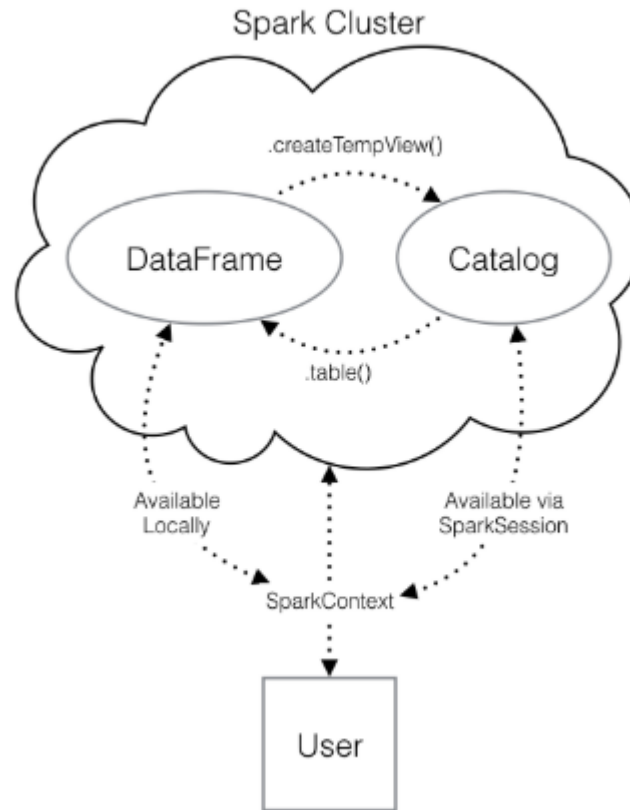 Spark Cluster
.createTempView()
DataFrame
Catalog
.table()
Available
Locally
Available via
SparkSession
SparkContext
User